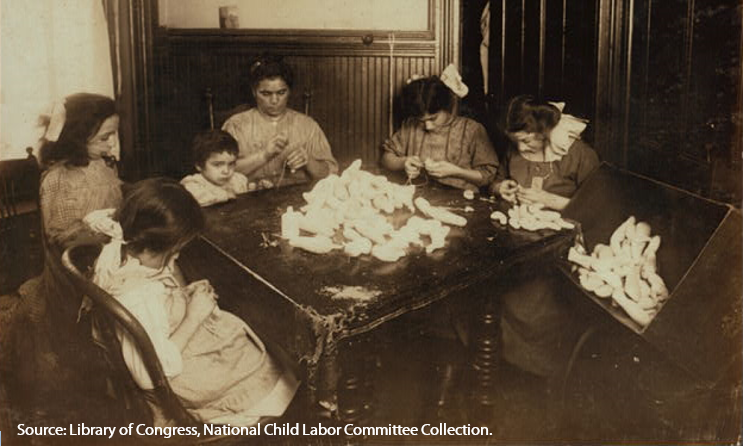 Source: Library of Congress, National Child Labor Committee Collection.